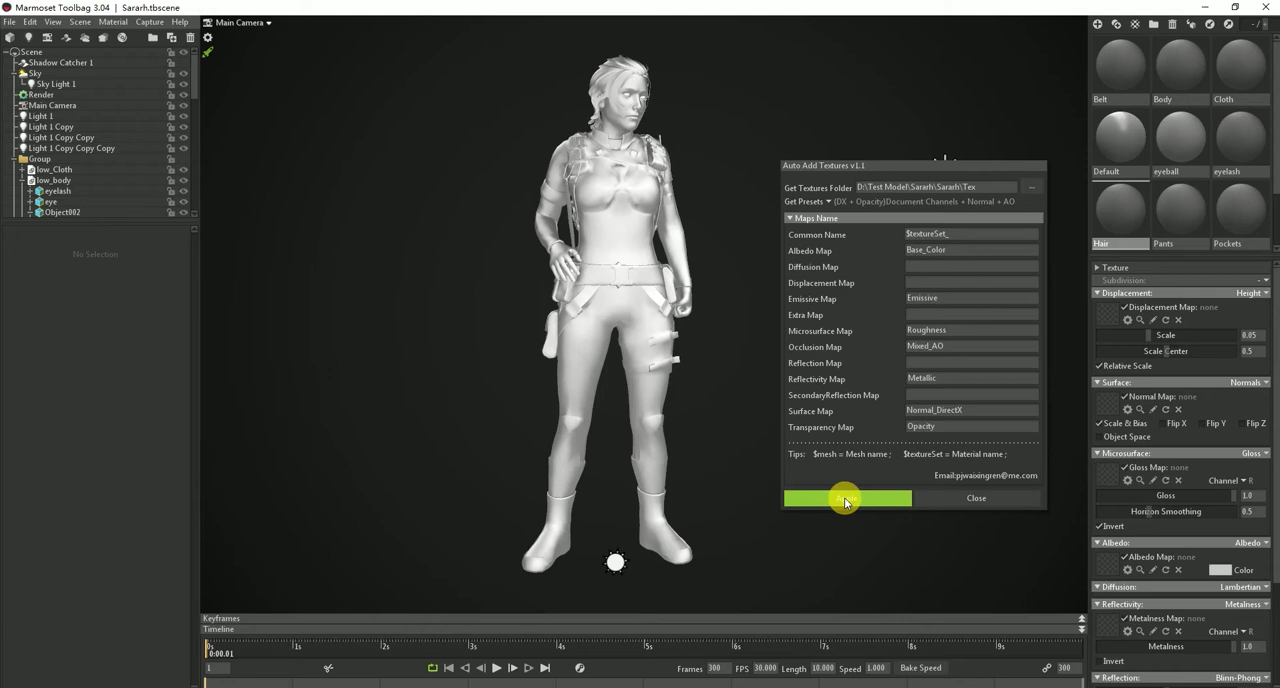 Marmoset Toolbag 3.04 | Sararh.tbscene
File Edit View Scene Material Capture Help
Main Camera
Scene
Shadow Catcher 1
Sky
Sky Light 1
Render
Main Camera
Light 1
Light 1 Copy
Light 1 Copy Copy
Light 1 Copy Copy Copy
Group
low_Cloth
low_body
eyelash
eye
Object002
No Selection
Auto Add Textures v1.1
Get Textures Folder D:\Test Model\Sararh\Sararh\Tex ...
Get Presets (DX + Opacity)Document Channels + Normal + AO
Maps Name
Common Name $textureSet_
Albedo Map Base_Color
Diffusion Map
Displacement Map
Emissive Map Emissive
Extra Map
Microsurface Map Roughness
Occlusion Map Mixed_AO
Reflection Map
Reflectivity Map Metallic
SecondaryReflection Map
Surface Map Normal_DirectX
Transparency Map Opacity
Tips: $mesh = Mesh name ; $textureSet = Material name ;
Email:pjwaixingren@me.com
Close
Belt Body Cloth
Default eyeball eyelash
Hair Pants Pockets
Texture
Subdivision: -
Displacement: Height
Displacement Map: none
Scale 0.05
Scale Center 0.5
Relative Scale
Surface: Normals
Normal Map: none
Scale & Bias Flip X Flip Y Flip Z
Object Space
Microsurface: Gloss
Gloss Map: none
Channel R
Gloss 1.0
Horizon Smoothing 0.5
Invert
Albedo: Albedo
Albedo Map: none
Color
Diffusion: Lambertian
Reflectivity: Metalness
Metalness Map: none
Channel R
Metalness 1.0
Invert
Reflection: Blinn-Phong
Keyframes
Timeline
0s 1s 2s 3s 4s 5s 6s 7s 8s 9s
0:00.01
1 Frames 300 FPS 30.000 Length 10.000 Speed 1.000 Bake Speed 300